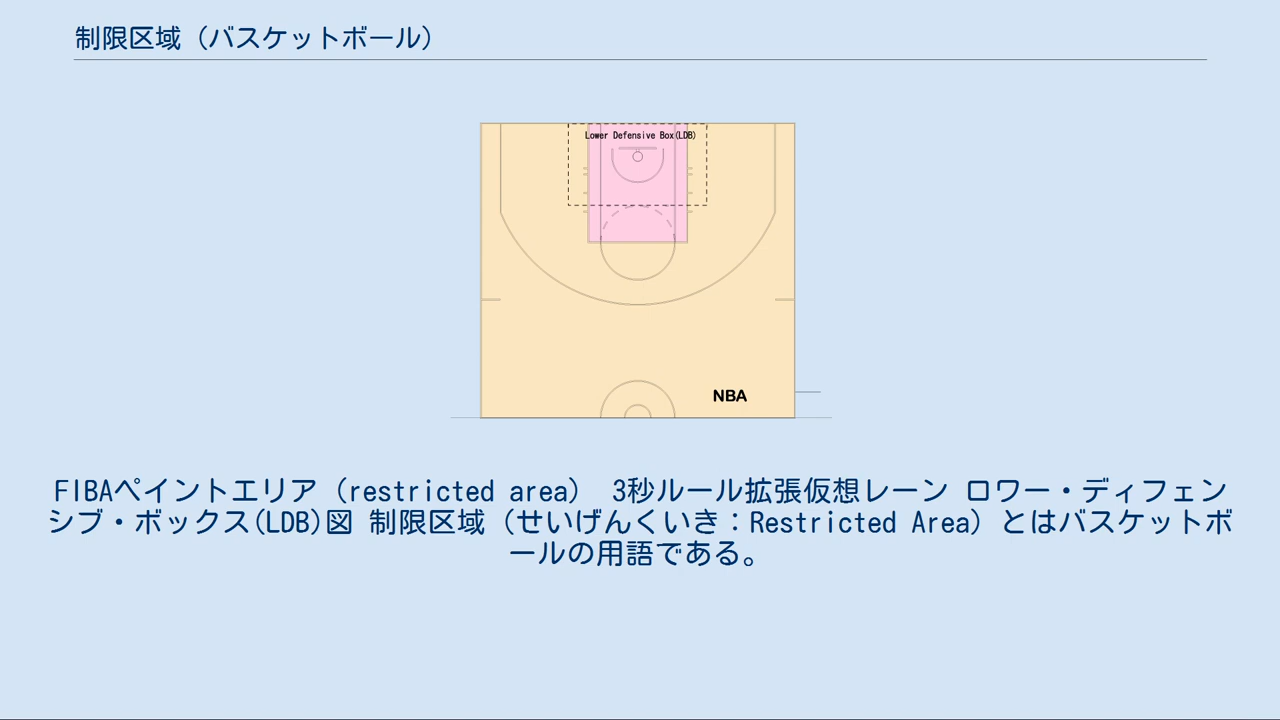 制限区域（バスケットボール）
Lower Defensive Box(LDB)
NBA
FIBAペイントエリア（restricted area） 3秒ルール拡張仮想レーン ロワー・ディフェン
シブ・ボックス(LDB)図 制限区域（せいげんくいき：Restricted Area）とはバスケットボ
ールの用語である。